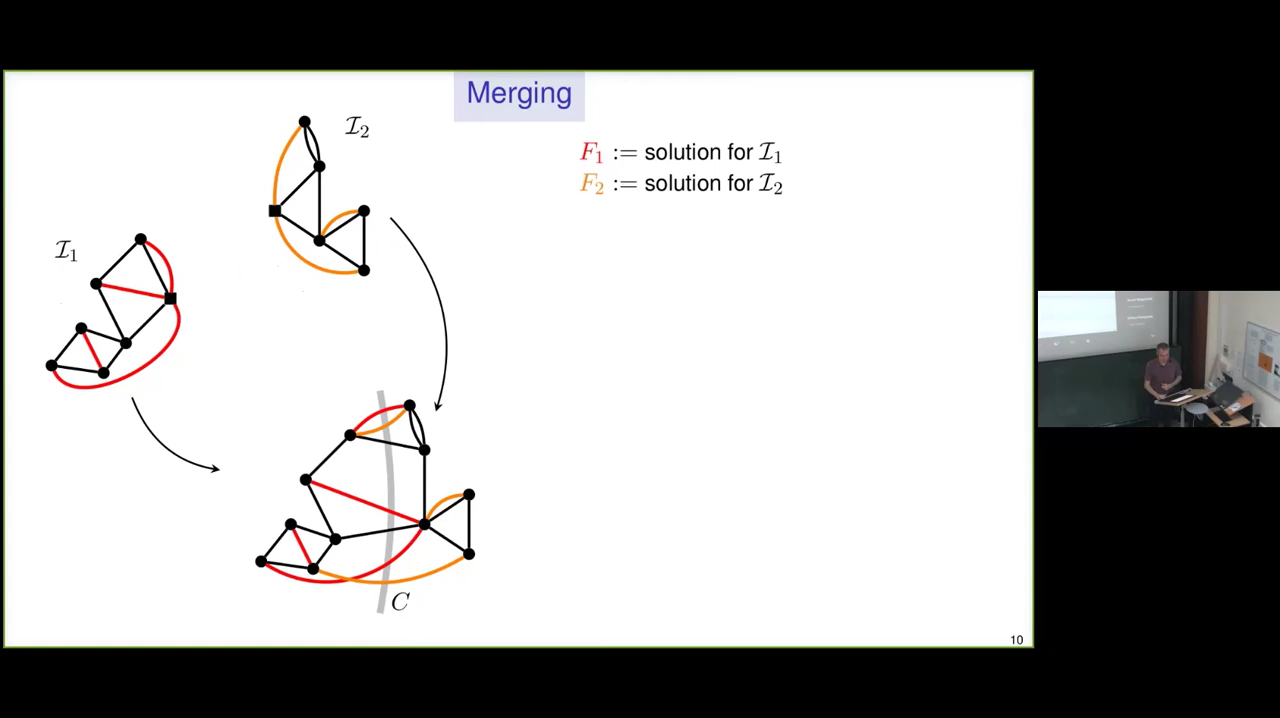 Merging
I₂
F₁ := solution for I₁
F₂ := solution for I₂
I₁
C
10